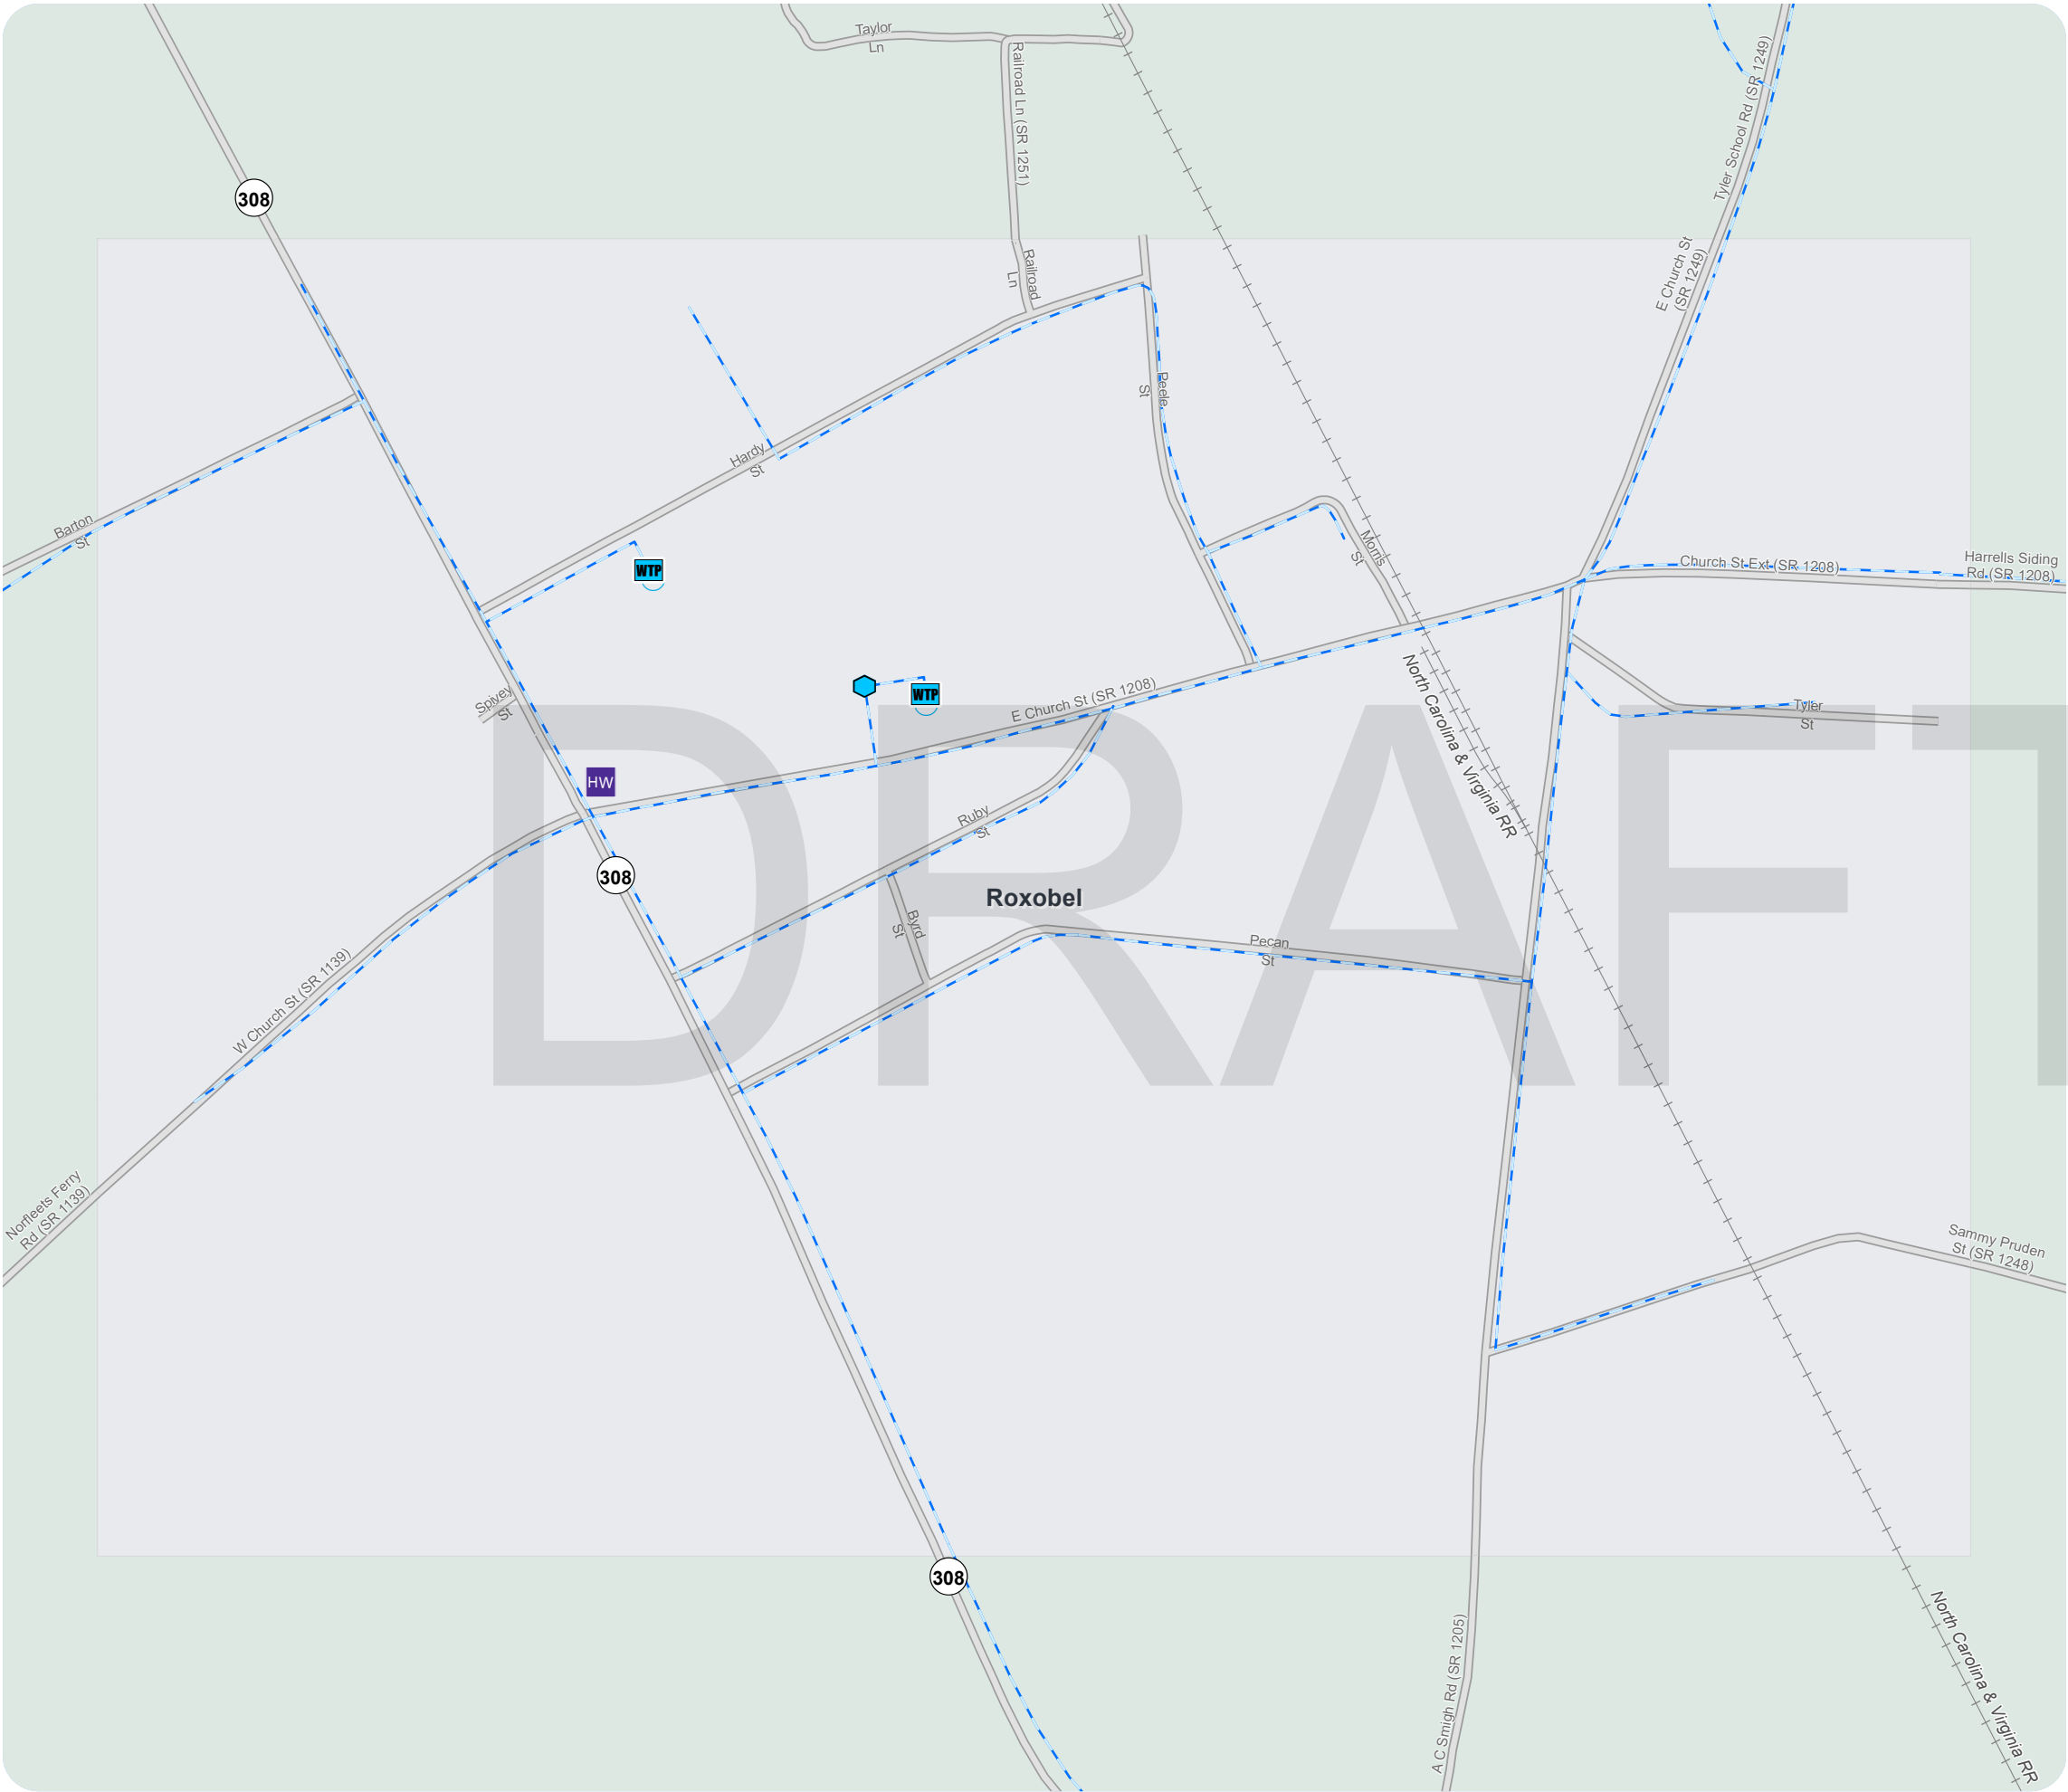 Taylor
Ln
Railroad Ln (SR 1251)
Tyler School Rd (SR 1249)
308
Railroad
Ln
E Church St
(SR 1249)
Peele
St
Hardy
St
Barton
St
Morris
St
Church St Ext (SR 1208)
Harrells Siding
Rd (SR 1208)
WTP
Spivey
St
WTP
E Church St (SR 1208)
North Carolina & Virginia RR
Tyler
St
HW
Ruby
St
308
DRAFT
Roxobel
Byrd
St
Pecan
St
W Church St (SR 1139)
Norfleets Ferry
Rd (SR 1139)
Sammy Pruden
St (SR 1248)
308
A C Smigh Rd (SR 1205)
North Carolina & Virginia RR